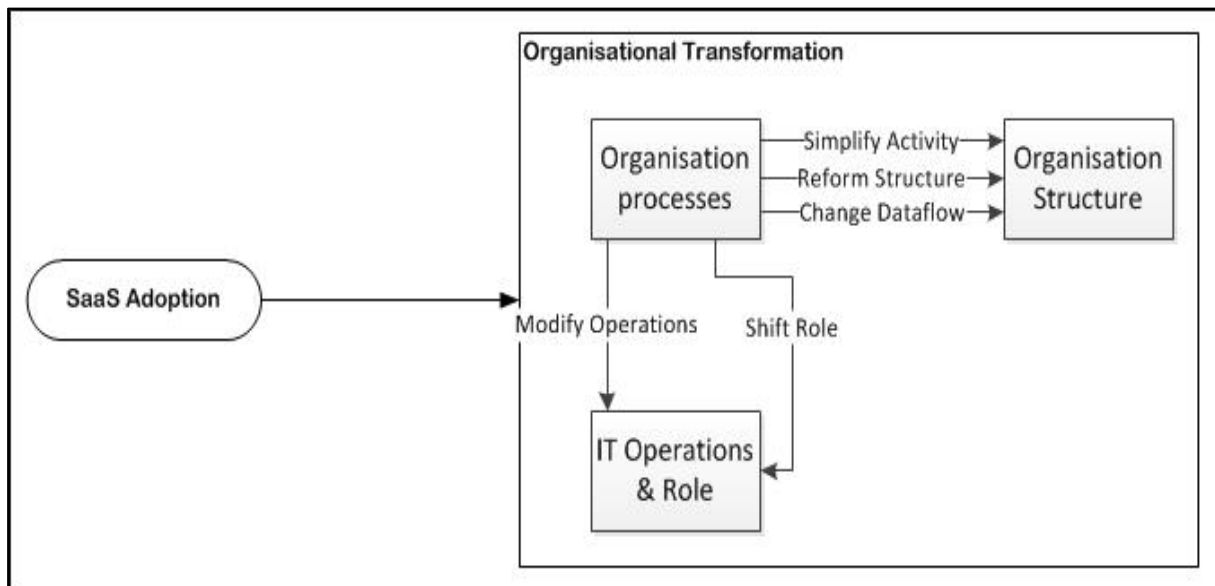 Organisational Transformation
Organisation
processes
Simplify Activity
Reform Structure
Change Dataflow
Organisation
Structure
SaaS Adoption
Modify Operations
Shift Role
IT Operations
& Role